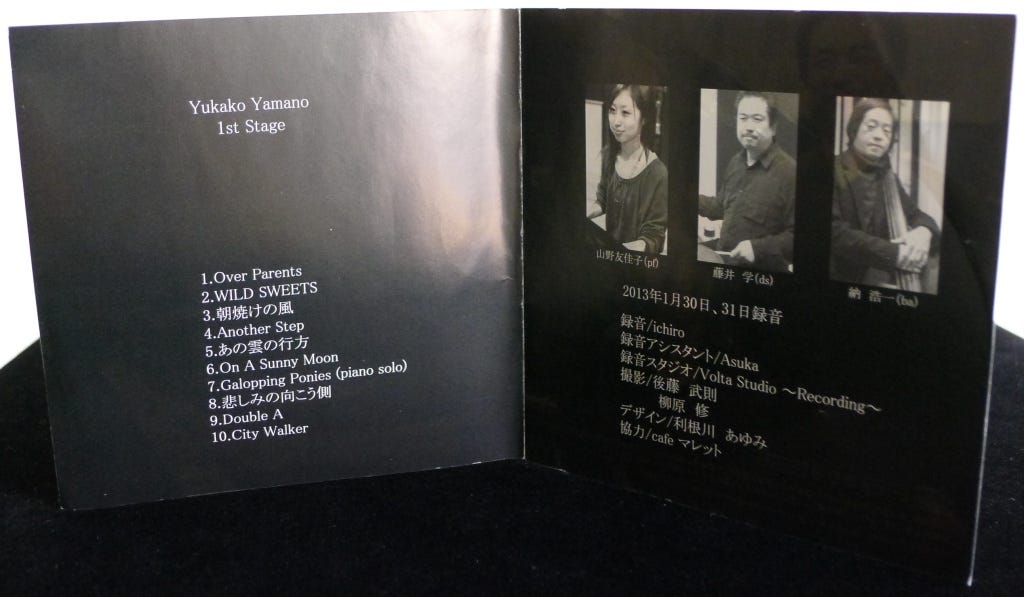 Yukako Yamano
1st Stage
1.Over Parents
2.WILD SWEETS
3.朝焼けの風
4.Another Step
5.あの雲の行方
6.On A Sunny Moon
7.Galopping Ponies (piano solo)
8.悲しみの向こう側
9.Double A
10.City Walker
山野友佳子(pf)
藤井 学(ds)
納 浩一(ba)
2013年1月30日、31日録音
録音/ichiro
録音アシスタント/Asuka
録音スタジオ/Volta Studio ～Recording～
撮影/後藤 武則
柳原 修
デザイン/利根川 あゆみ
協力/cafe マレット